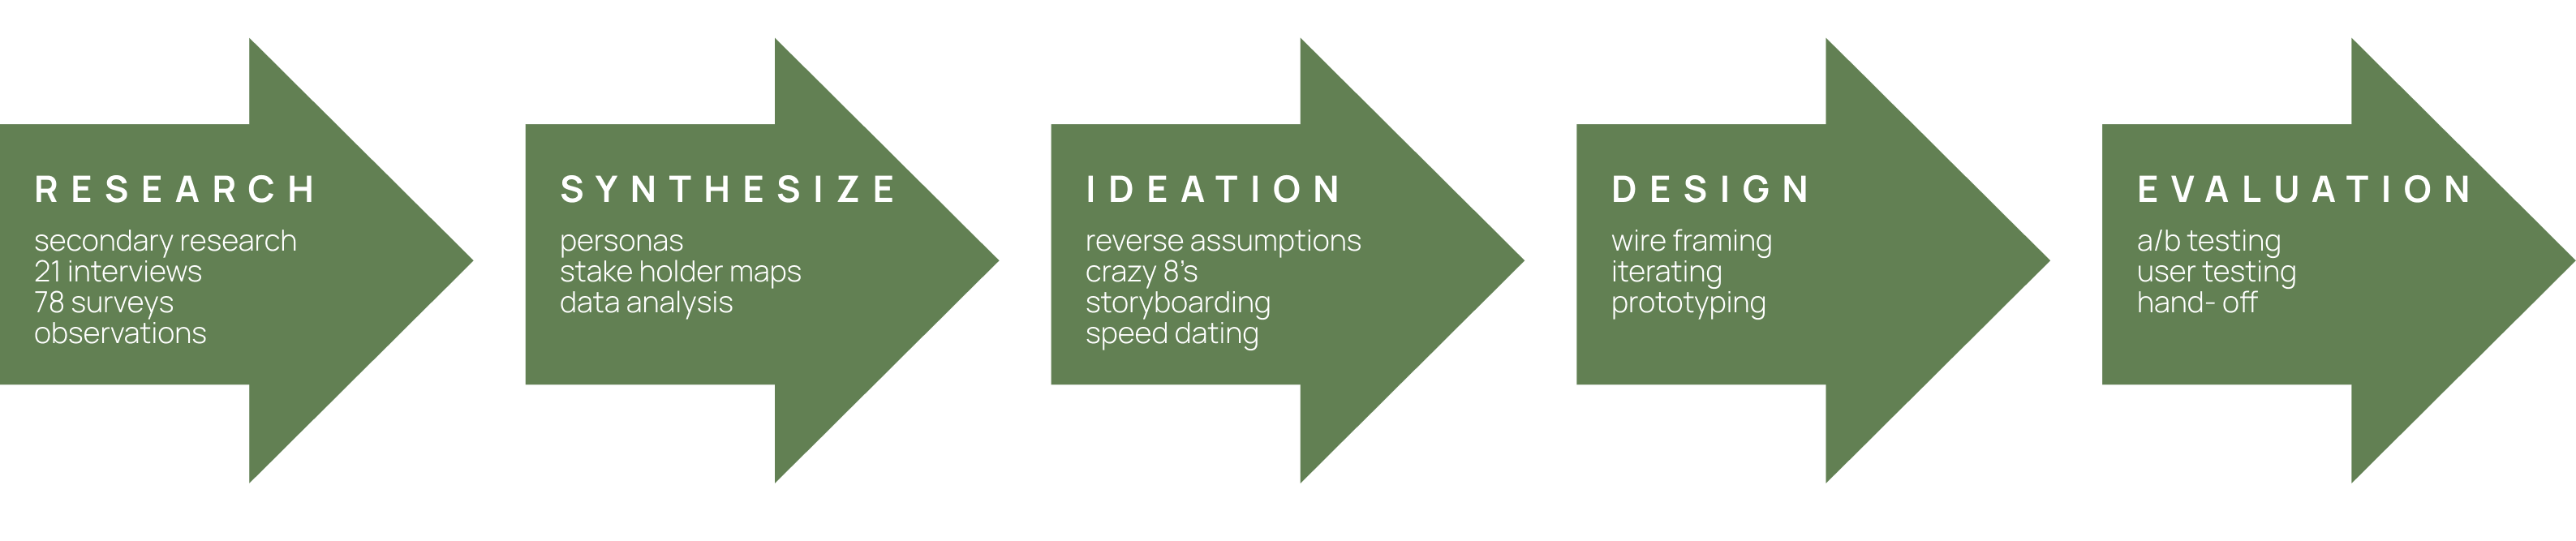 RESEARCH
secondary research
21 interviews
78 surveys
observations
SYNTHESIZE
personas
stake holder maps
data analysis
IDEATION
reverse assumptions
crazy 8's
storyboarding
speed dating
DESIGN
wire framing
iterating
prototyping
EVALUATION
a/b testing
user testing
hand- off